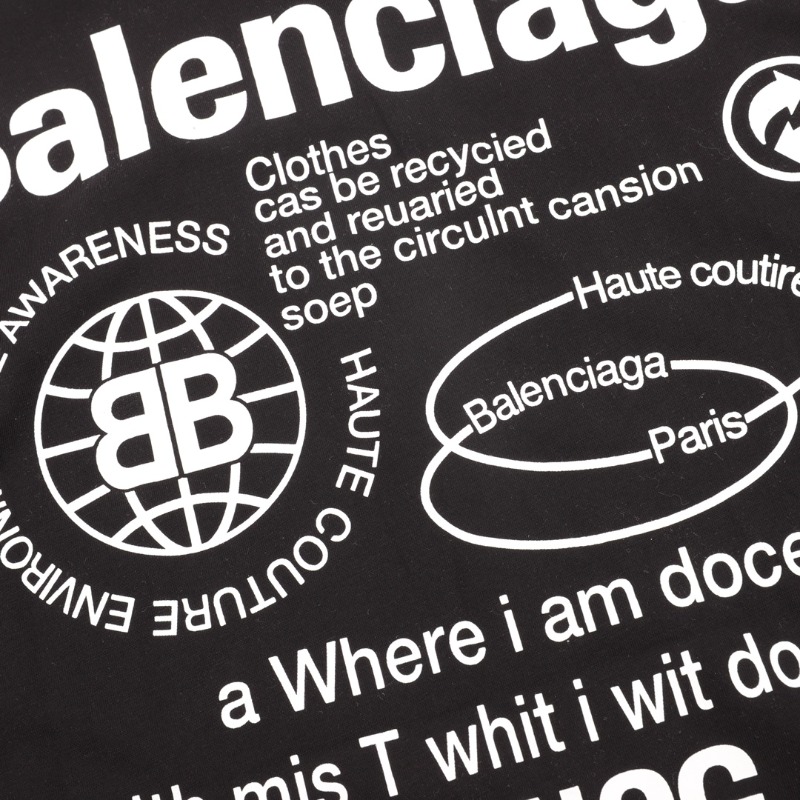 Balenciaga
Clothes
cas be recycied
and reuaried
to the circulnt cansion
soep
AWARENESS
HAUTE COUTURE ENVIRONM
BB
Haute coutire
Balenciaga
Paris
a Where i am doce
mis T whit i wit do